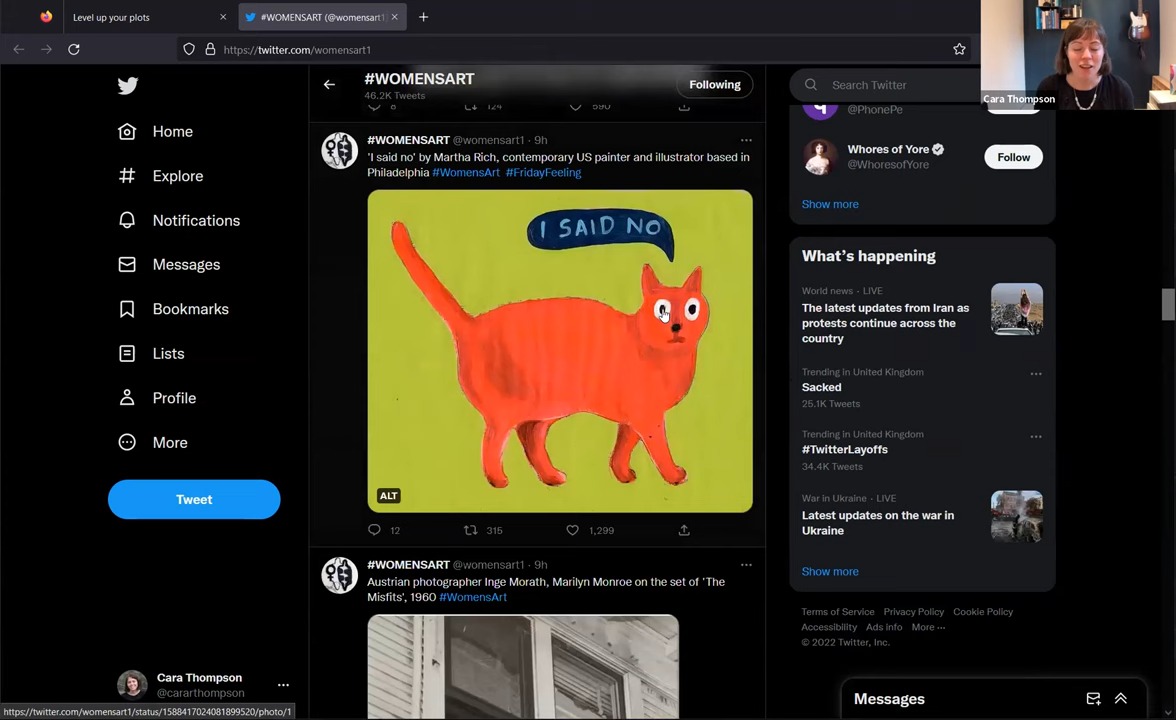 Level up your plots
#WOMENSART (@womensart1
https://twitter.com/womensart1
Cara Thompson
Home
Explore
Notifications
Messages
Bookmarks
Lists
Profile
More
Tweet
Cara Thompson
@cararthompson
https://twitter.com/womensart1/status/1588417024081899520/photo/1
#WOMENSART
46.2K Tweets
Following
8
124
590
#WOMENSART @womensart1 · 9h
'I said no' by Martha Rich, contemporary US painter and illustrator based in
Philadelphia #WomensArt #FridayFeeling
I SAID NO
ALT
12
315
1,299
#WOMENSART @womensart1 · 9h
Austrian photographer Inge Morath, Marilyn Monroe on the set of 'The
Misfits', 1960 #WomensArt
Search Twitter
@PhonePe
Whores of Yore
@WhoresofYore
Follow
Show more
What's happening
World news · LIVE
The latest updates from Iran as
protests continue across the
country
Trending in United Kingdom
Sacked
25.1K Tweets
Trending in United Kingdom
#TwitterLayoffs
34.4K Tweets
War in Ukraine · LIVE
Latest updates on the war in
Ukraine
Show more
Terms of Service Privacy Policy Cookie Policy
Accessibility Ads info More ···
© 2022 Twitter, Inc.
Messages